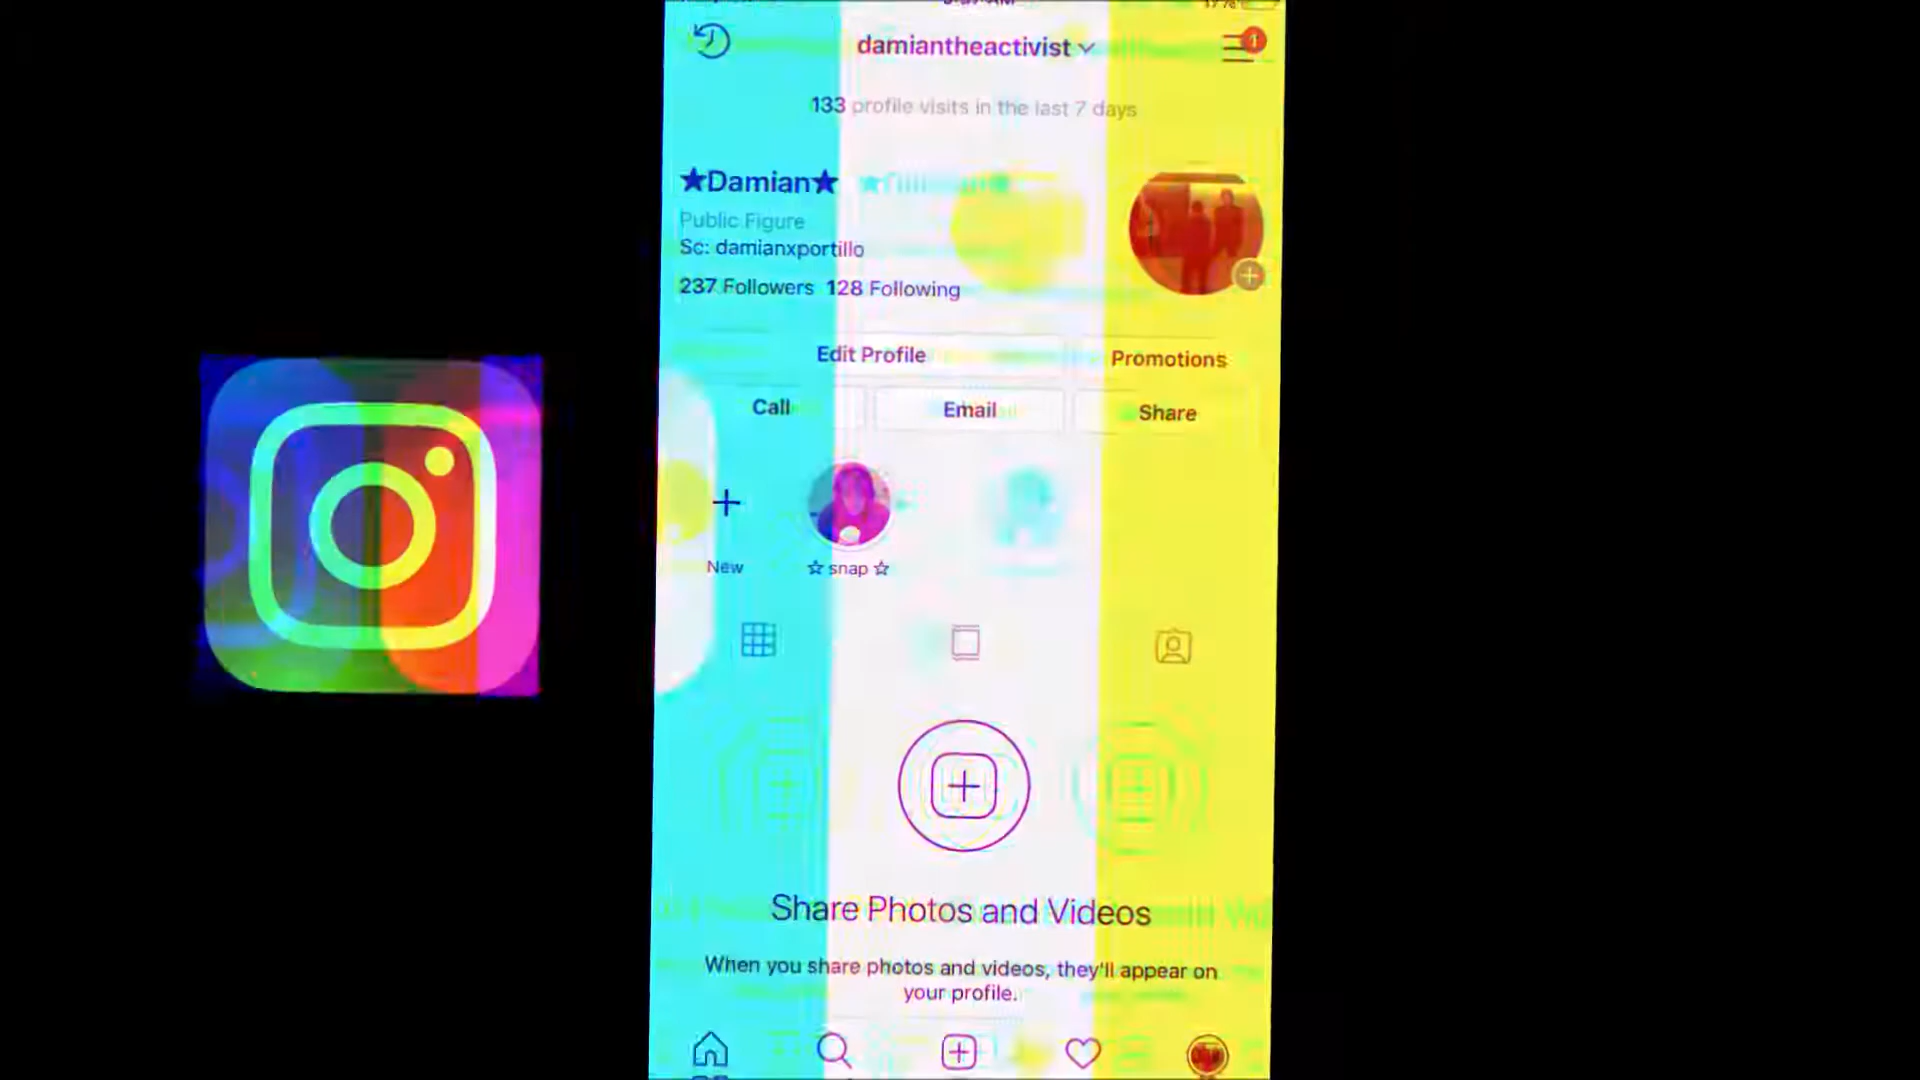 damiantheactivist
1
133 profile visits in the last 7 days
★Damian★
Public Figure
Sc: damianxportillo
237 Followers 128 Following
Edit Profile
Promotions
Call
Email
Share
New
☆ snap ☆
Share Photos and Videos
When you share photos and videos, they'll appear on
your profile.